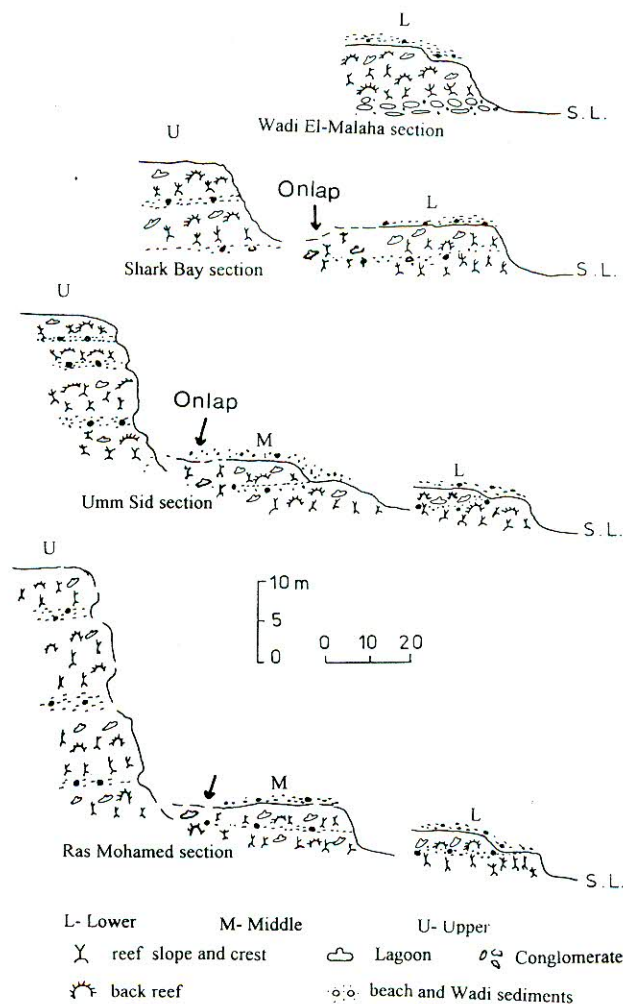 L
S.L.
Wadi El-Malaha section
U
Onlap
L
Shark Bay section
S.L.
U
Onlap
M
L
Umm Sid section
S.L.
U
10 m
5
0
0 10 20
M
L
Ras Mohamed section
S.L.
L- Lower M- Middle U- Upper
reef slope and crest Lagoon Conglomerate
back reef beach and Wadi sediments